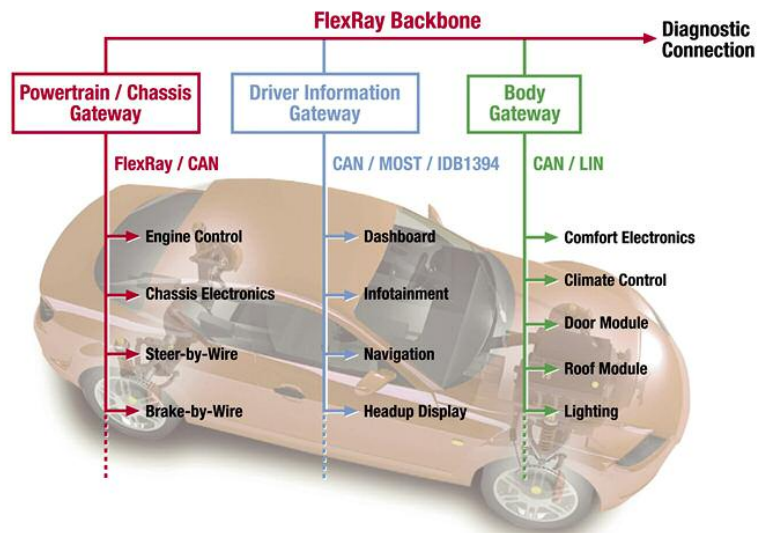 FlexRay Backbone
Diagnostic
Connection
Powertrain / Chassis
Gateway
Driver Information
Gateway
Body
Gateway
FlexRay / CAN
CAN / MOST / IDB1394
CAN / LIN
Engine Control
Chassis Electronics
Steer-by-Wire
Brake-by-Wire
Dashboard
Infotainment
Navigation
Headup Display
Comfort Electronics
Climate Control
Door Module
Roof Module
Lighting